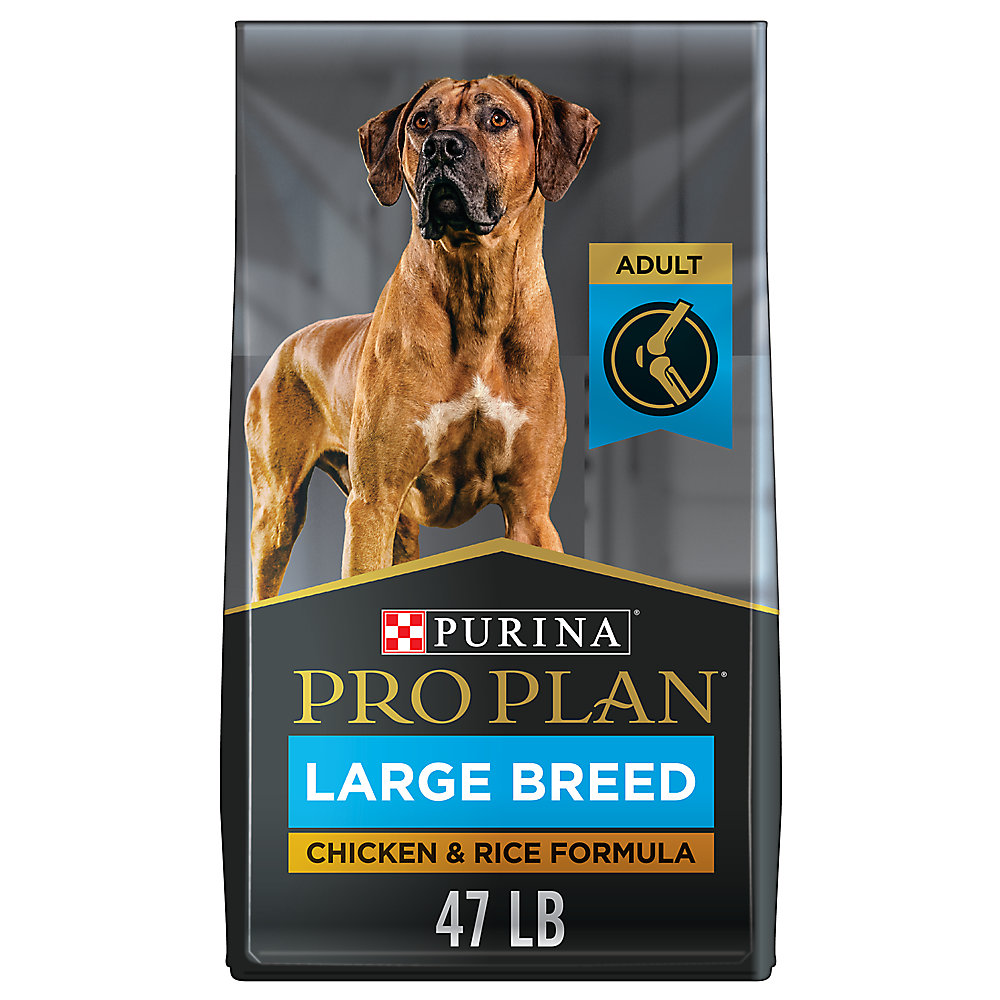 ADULT
PURINA®
PRO PLAN®
LARGE BREED
CHICKEN & RICE FORMULA
47 LB